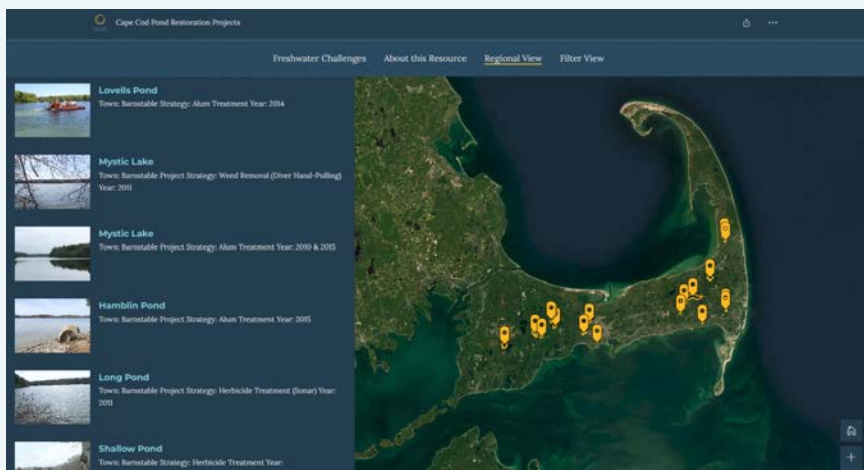 Cape Cod Pond Restoration Projects
Freshwater Challenges About this Resource Regional View Filter View
Lovells Pond
Town: Barnstable Strategy: Alum Treatment Year: 2014
Mystic Lake
Town: Barnstable Project Strategy: Weed Removal (Diver Hand-Pulling)
Year: 2011
Mystic Lake
Town: Barnstable Project Strategy: Alum Treatment Year: 2010 & 2015
Hamblin Pond
Town: Barnstable Project Strategy: Alum Treatment Year: 2015
Long Pond
Town: Barnstable Project Strategy: Herbicide Treatment (Sonar) Year:
2011
Shallow Pond
Town: Barnstable Strategy: Herbicide Treatment Year: